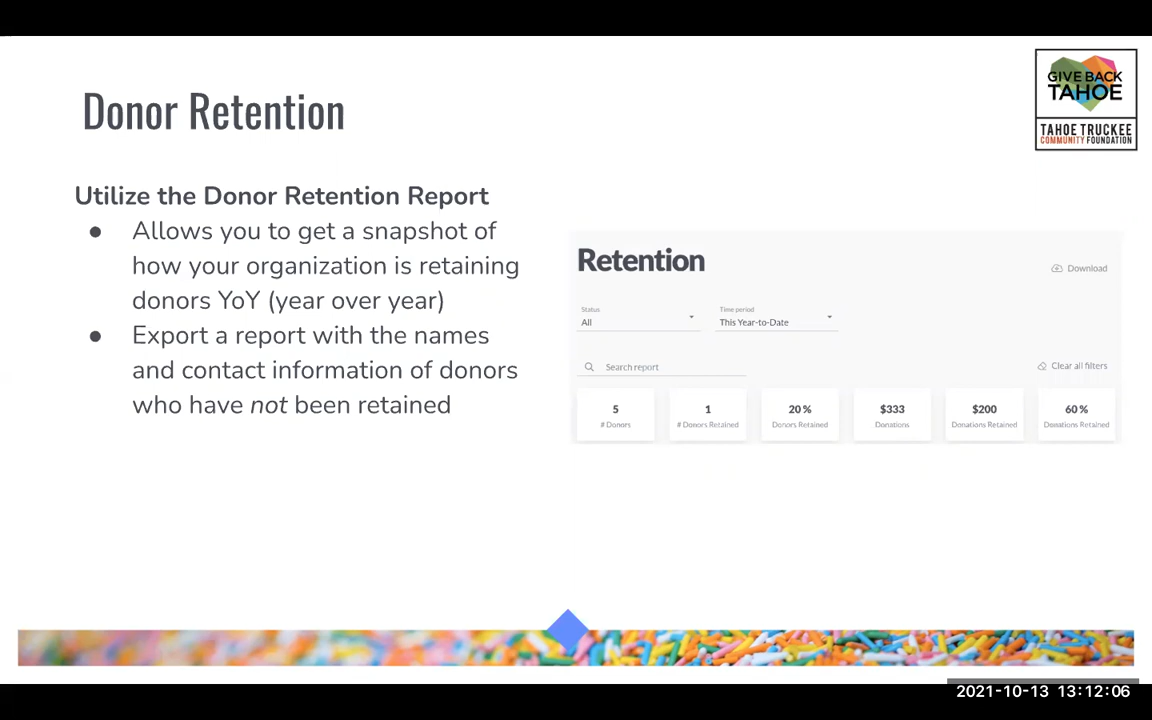 Donor Retention
GIVE BACK
TAHOE
TAHOE TRUCKEE
COMMUNITY FOUNDATION
Utilize the Donor Retention Report
● Allows you to get a snapshot of
how your organization is retaining
donors YoY (year over year)
● Export a report with the names
and contact information of donors
who have not been retained
Retention
Download
Status
All
Time period
This Year-to-Date
Search report
Clear all filters
5
# Donors
1
# Donors Retained
20%
Donors Retained
$333
Donations
$200
Donations Retained
60%
Donations Retained
2021-10-13 13:12:06